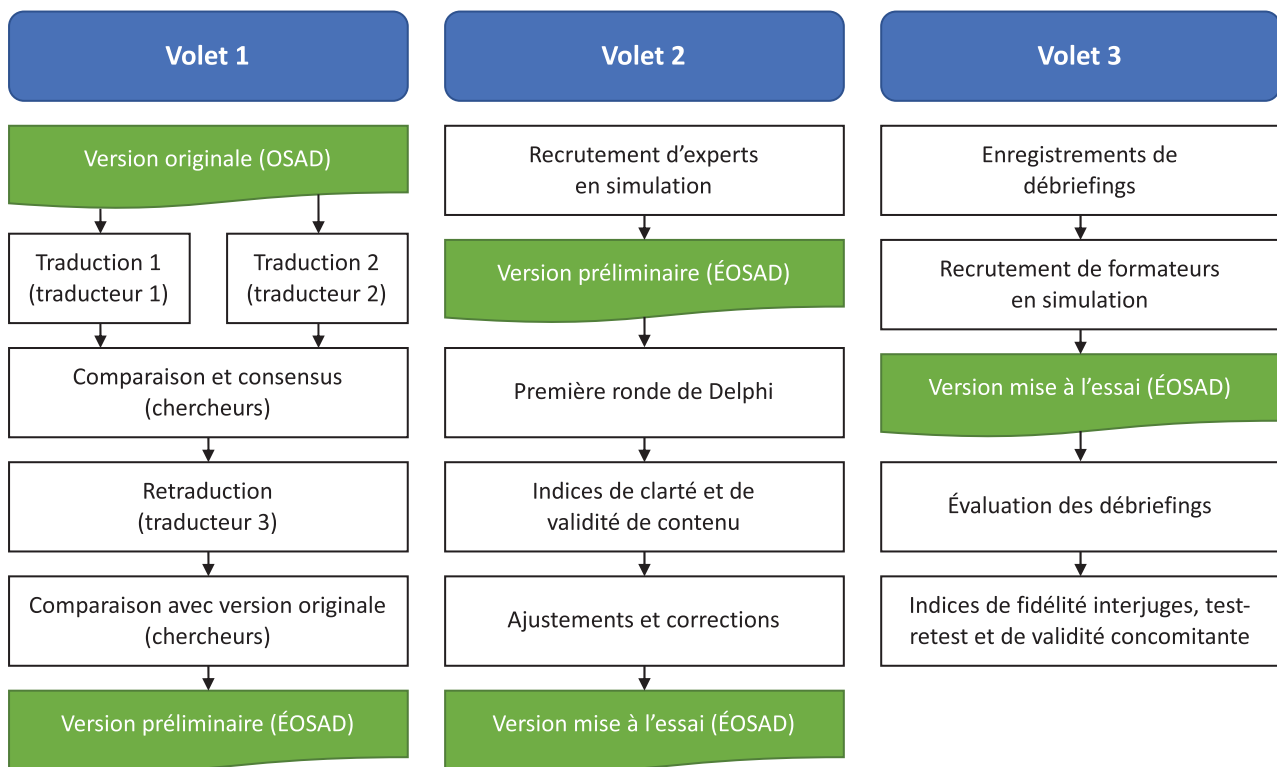 Volet 1
Version originale (OSAD)
Traduction 1
(traducteur 1)
Traduction 2
(traducteur 2)
Comparaison et consensus
(chercheurs)
Retraduction
(traducteur 3)
Comparaison avec version originale
(chercheurs)
Version préliminaire (ÉOSAD)
Volet 2
Recrutement d’experts
en simulation
Version préliminaire (ÉOSAD)
Première ronde de Delphi
Indices de clarté et de
validité de contenu
Ajustements et corrections
Version mise à l’essai (ÉOSAD)
Volet 3
Enregistrements de
débriefings
Recrutement de formateurs
en simulation
Version mise à l’essai (ÉOSAD)
Évaluation des débriefings
Indices de fidélité interjuges, test-
retest et de validité concomitante